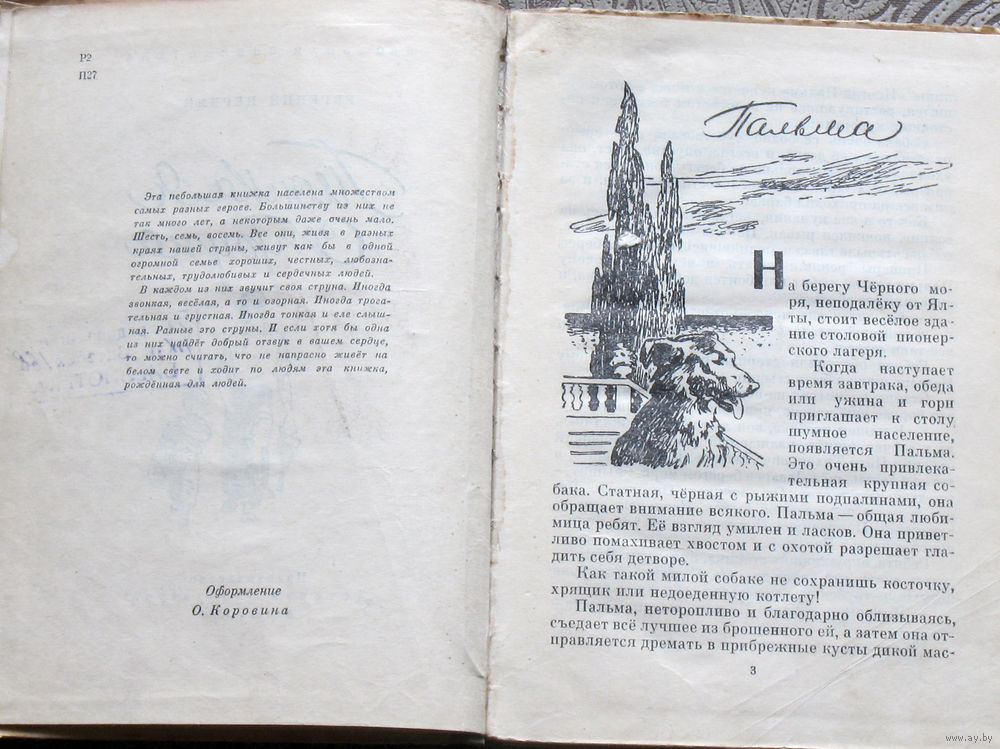 Р2
П27
Эта небольшая книжка населена множеством
самых разных героев. Большинству из них не
так много лет, а некоторым даже очень мало.
Шесть, семь, восемь. Все они, живя в разных
краях нашей страны, живут как бы в одной
огромной семье хороших, честных, любозна-
тельных, трудолюбивых и сердечных людей.
В каждом из них звучит своя струна. Иногда
звонкая, веселая, а то и озорная. Иногда трога-
тельная и грустная. Иногда тонкая и еле слыш-
ная. Разные это струны. И если хотя бы одна
из них найдёт добрый отзвук в вашем сердце,
то можно считать, что не напрасно живёт на
белом свете и ходит по людям эта книжка,
рождённая для людей.
Оформление
О. Коровина
Пальма
На берегу Чёрного мо-
ря, неподалёку от Ял-
ты, стоит весёлое зда-
ние столовой пионер-
ского лагеря.
Когда наступает
время завтрака, обеда
или ужина и горн
приглашает к столу
шумное население,
появляется Пальма.
Это очень привлека-
тельная крупная со-
бака. Статная, чёрная с рыжими подпалинами, она
обращает внимание всякого. Пальма — общая люби-
мица ребят. Её взгляд умилен и ласков. Она привет-
ливо помахивает хвостом и с охотой разрешает гла-
дить себя детворе.
Как такой милой собаке не сохранишь косточку,
хрящик или недоеденную котлету!
Пальма, неторопливо и благодарно облизываясь,
съедает всё лучшее из брошенного ей, а затем она от-
правляется дремать в прибрежные кусты дикой мас-
3
www.ay.by